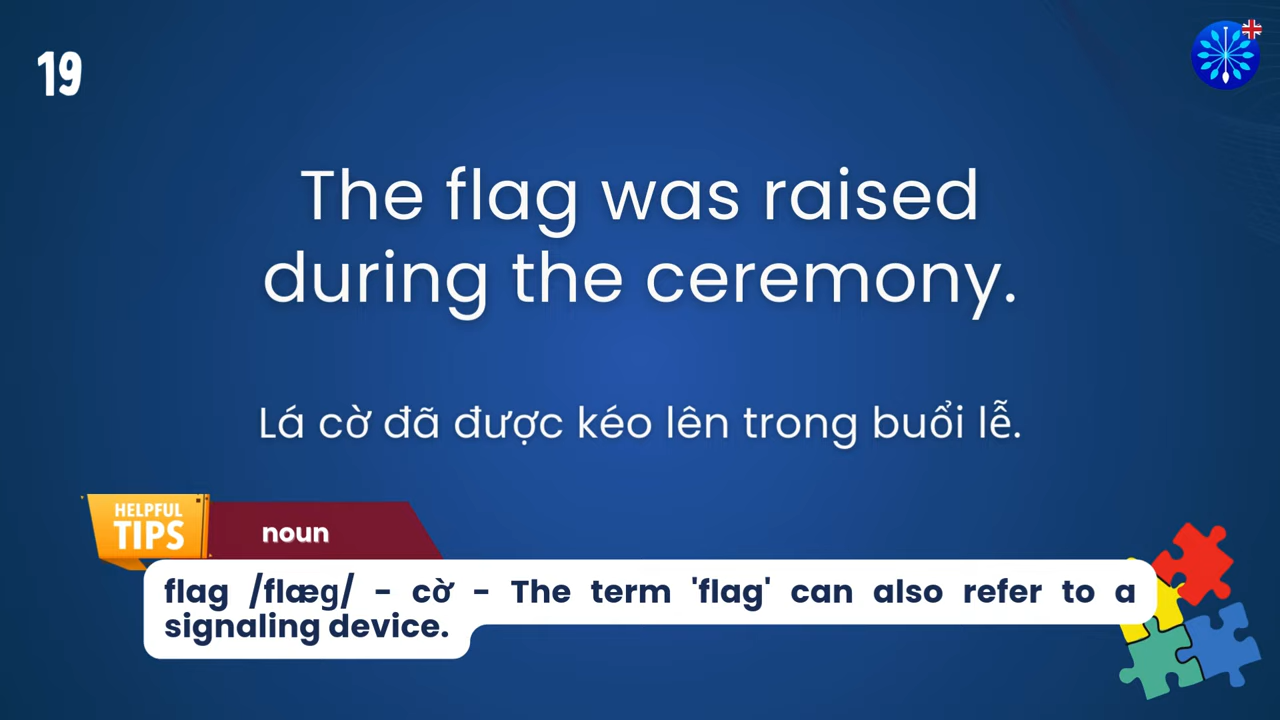 19
The flag was raised
during the ceremony.
Lá cờ đã được kéo lên trong buổi lễ.
HELPFUL
TIPS
noun
flag /flæg/ - cờ - The term 'flag' can also refer to a
signaling device.